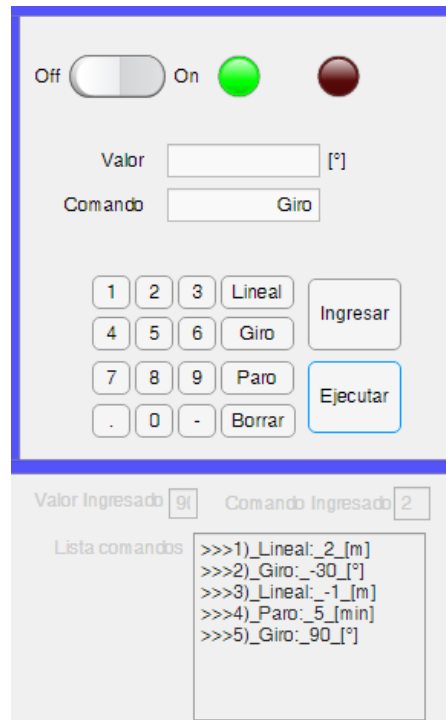 Off On
Valor [°]
Comando Giro
1 2 3 Lineal
Ingresar
4 5 6 Giro
7 8 9 Paro
Ejecutar
. 0 - Borrar
Valor Ingresado Comando Ingresado 2
Lista comandos
>>>1)_Lineal:_2_[m]
>>>2)_Giro:_-30_[°]
>>>3)_Lineal:_-1_[m]
>>>4)_Paro:_5_[min]
>>>5)_Giro:_90_[°]